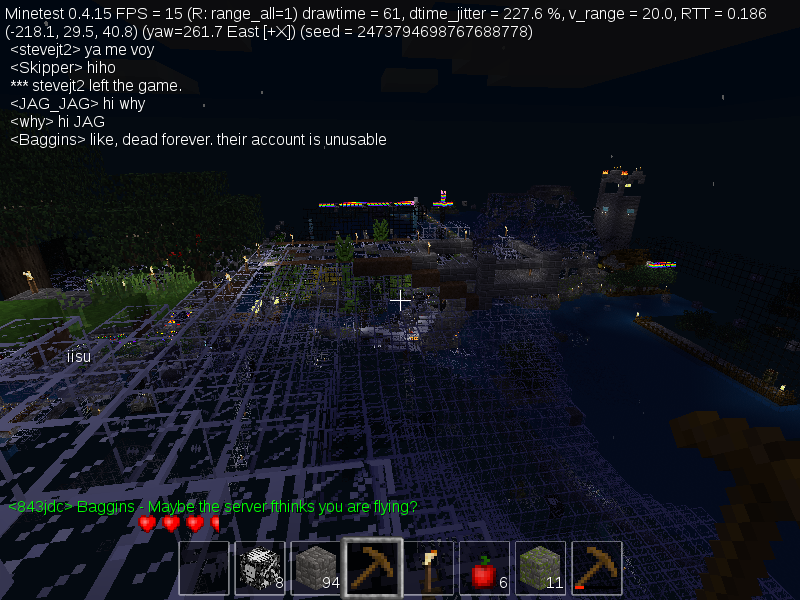 Minetest 0.4.15 FPS = 15 (R: range_all=1) drawtime = 61, dtime_jitter = 227.6 %, v_range = 20.0, RTT = 0.186
(-218.1, 29.5, 40.8) (yaw=261.7 East [+X]) (seed = 2473794698767688778)
<stevejt2> ya me voy
<Skipper> hiho
*** stevejt2 left the game.
<JAG_JAG> hi why
<why> hi JAG
<Baggins> like, dead forever. their account is unusable
iisu
<843jdc> Baggins - Maybe the server fthinks you are flying?
8
94
6
11